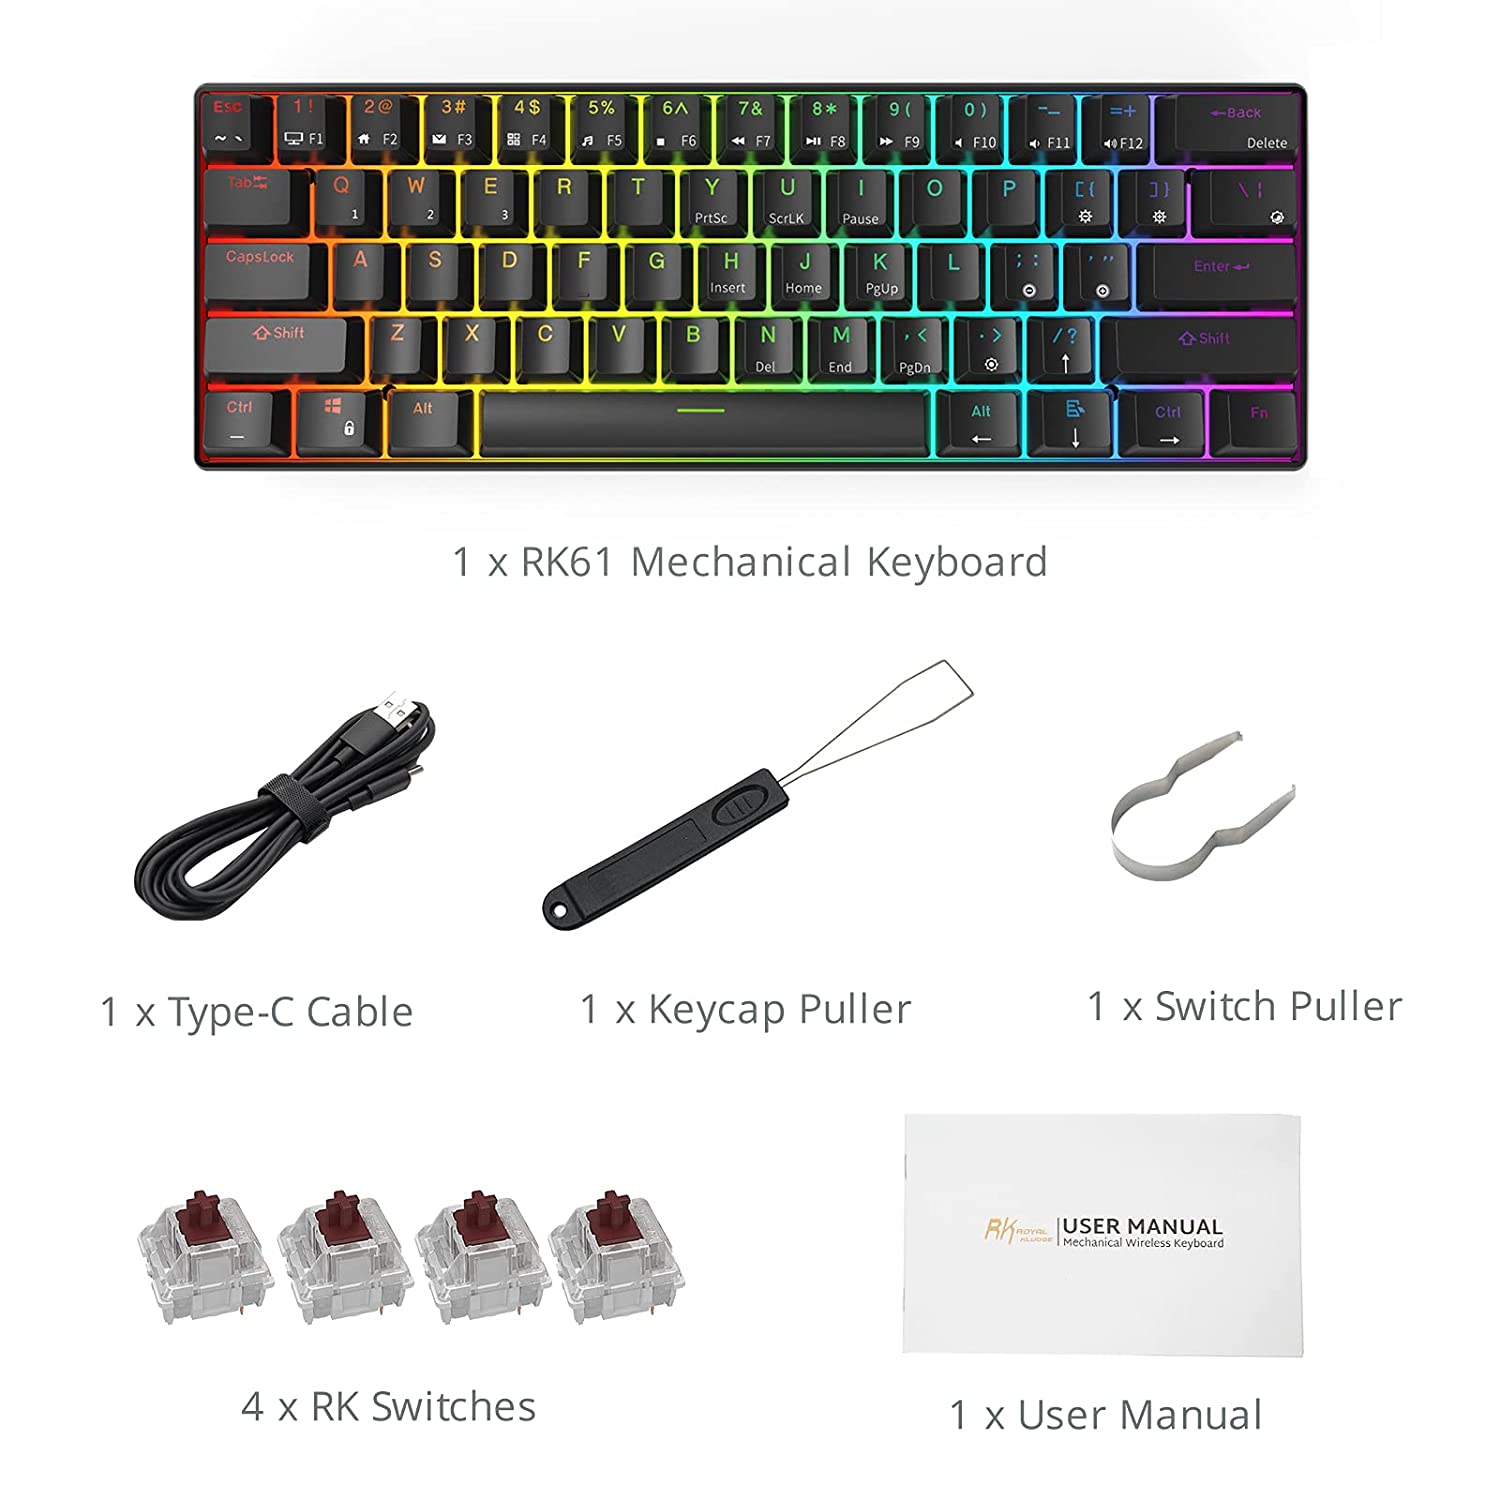 Esc 1! 2@ 3# 4$ 5% 6^ 7& 8* 9( 0) -_ =+ ←Back
~ ` F1 F2 F3 F4 F5 F6 F7 F8 F9 F10 F11 F12 Delete
Tab Q W E R T Y U I O P [{ ]} \¦
1 2 3 PrtSc ScrLK Pause
CapsLock A S D F G H J K L ;: '" Enter
Insert Home PgUp
Shift Z X C V B N M ,< .> /? Shift
Del End PgDn ↑
Ctrl Alt Alt Ctrl Fn
← ↓ →
1 x RK61 Mechanical Keyboard
1 x Type-C Cable
1 x Keycap Puller
1 x Switch Puller
RK ROYAL KLUDGE
USER MANUAL
Mechanical Wireless Keyboard
4 x RK Switches
1 x User Manual